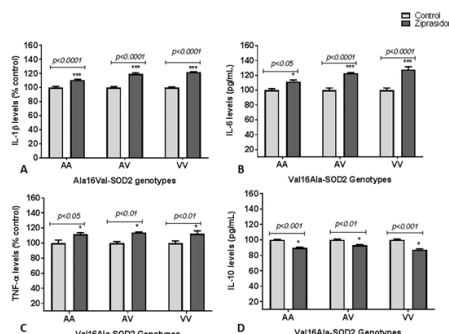 Control
Ziprasidon
p<0.0001 p<0.0001 p<0.0001
*** *** ***
IL-1β levels (% control)
160
140
120
100
80
60
40
20
AA AV VV
A
Ala16Val-SOD2 genotypes
p<0.05 p<0.0001 p<0.0001
* *** ***
IL-6 levels (pg/mL)
160
140
120
100
80
60
40
20
AA AV VV
B
Val16Ala-SOD2 Genotypes
p<0.05 p<0.01 p<0.01
* * *
TNF-α levels (% control)
160
140
120
100
80
60
40
20
AA AV VV
C
Val16Ala-SOD2 Genotypes
p<0.001 p<0.01 p<0.001
* * *
IL-10 levels (pg/mL)
160
140
120
100
80
60
40
20
AA AV VV
D
Val16Ala-SOD2 Genotypes